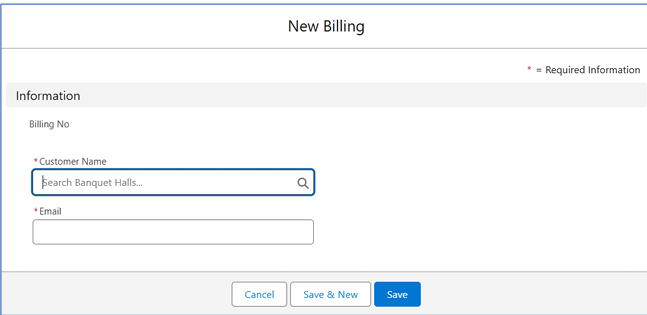 New Billing
* = Required Information
Information
Billing No
*Customer Name
Search Banquet Halls...
*Email
Cancel Save & New Save